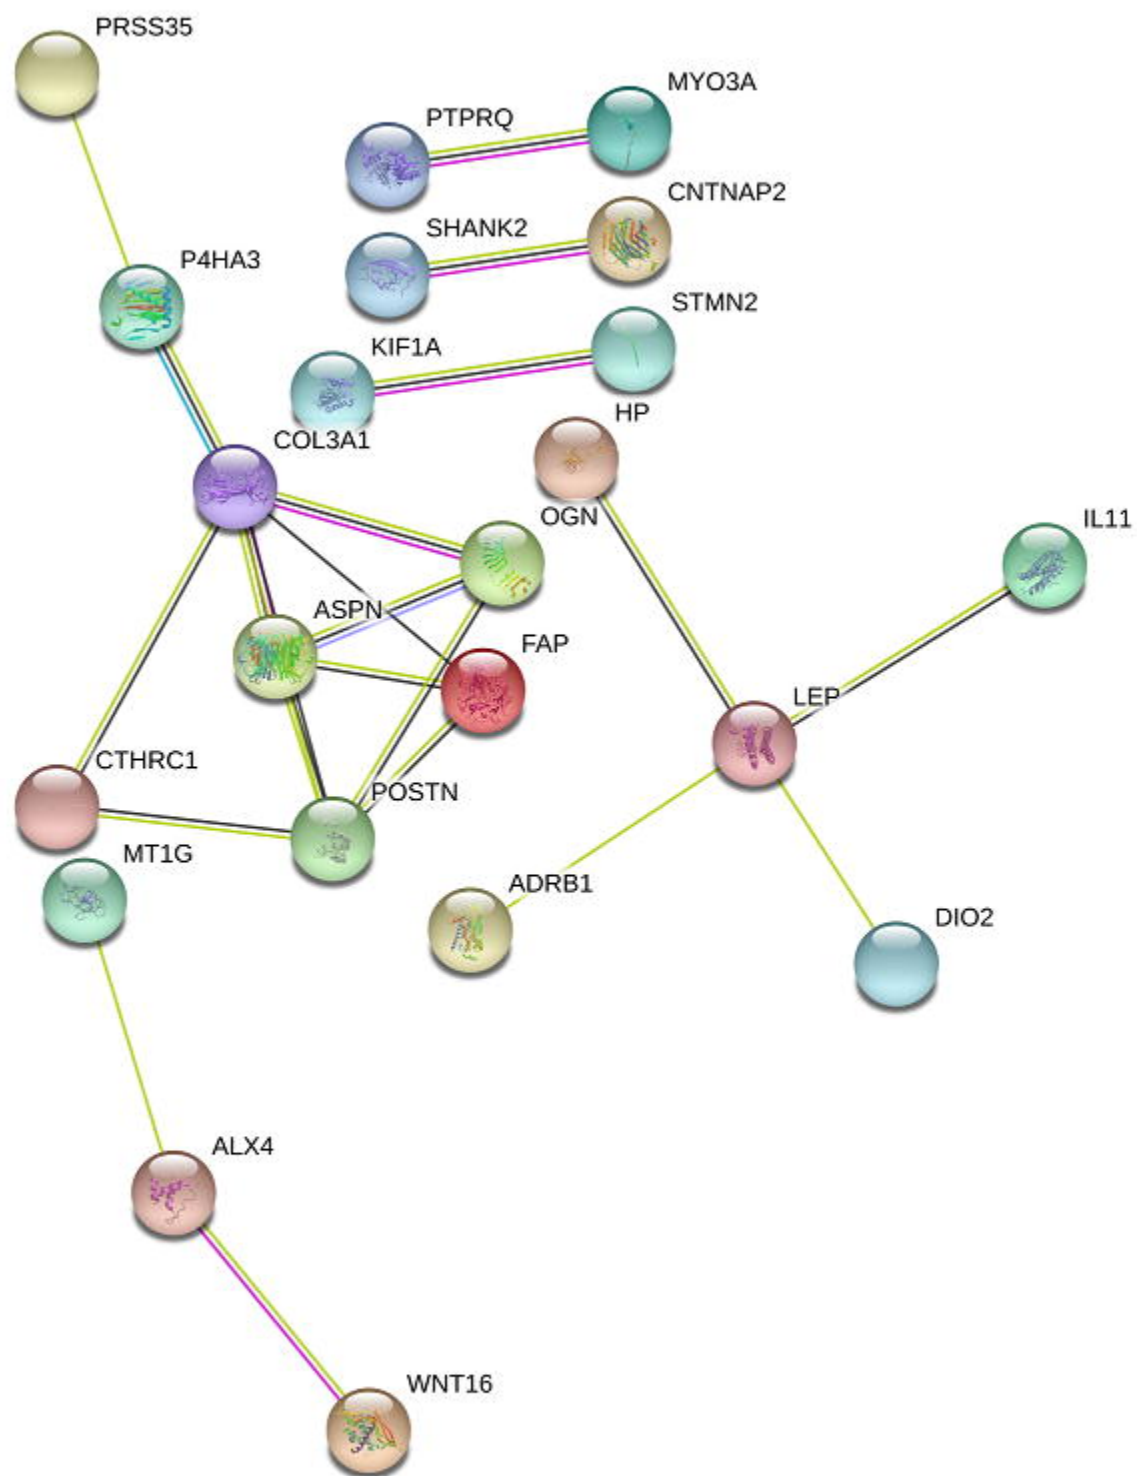 PRSS35
MYO3A
PTPRQ
CNTNAP2
SHANK2
P4HA3
STMN2
KIF1A
HP
COL3A1
OGN
IL11
ASPN
FAP
LEP
CTHRC1
POSTN
MT1G
ADRB1
DIO2
ALX4
WNT16